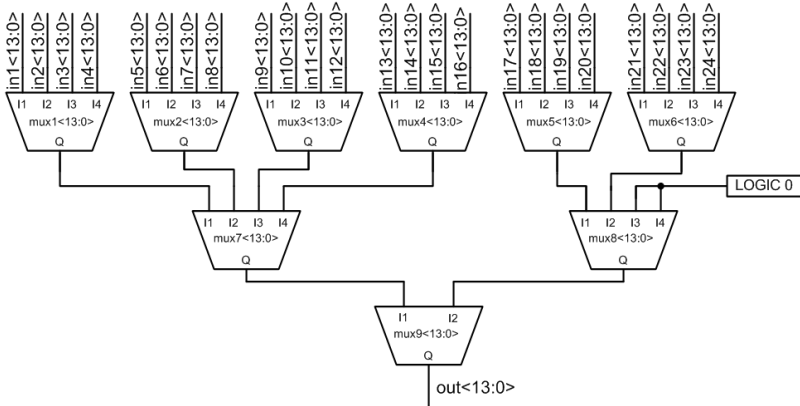 in1<13:0>
in2<13:0>
in3<13:0>
in4<13:0>
in5<13:0>
in6<13:0>
in7<13:0>
in8<13:0>
in9<13:0>
in10<13:0>
in11<13:0>
in12<13:0>
in13<13:0>
in14<13:0>
in15<13:0>
n16<13:0>
in17<13:0>
in18<13:0>
in19<13:0>
in20<13:0>
in21<13:0>
in22<13:0>
in23<13:0>
in24<13:0>
I1 I2 I3 I4
mux1<13:0>
Q
I1 I2 I3 I4
mux2<13:0>
Q
I1 I2 I3 I4
mux3<13:0>
Q
I1 I2 I3 I4
mux4<13:0>
Q
I1 I2 I3 I4
mux5<13:0>
Q
I1 I2 I3 I4
mux6<13:0>
Q
LOGIC 0
I1 I2 I3 I4
mux7<13:0>
Q
I1 I2 I3 I4
mux8<13:0>
Q
I1 I2
mux9<13:0>
Q
out<13:0>